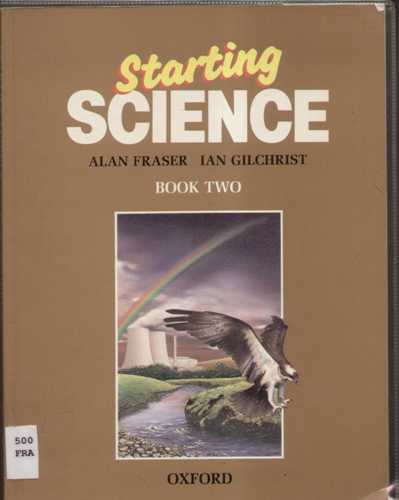 Starting
SCIENCE
ALAN FRASER IAN GILCHRIST
BOOK TWO
500
FRA
OXFORD